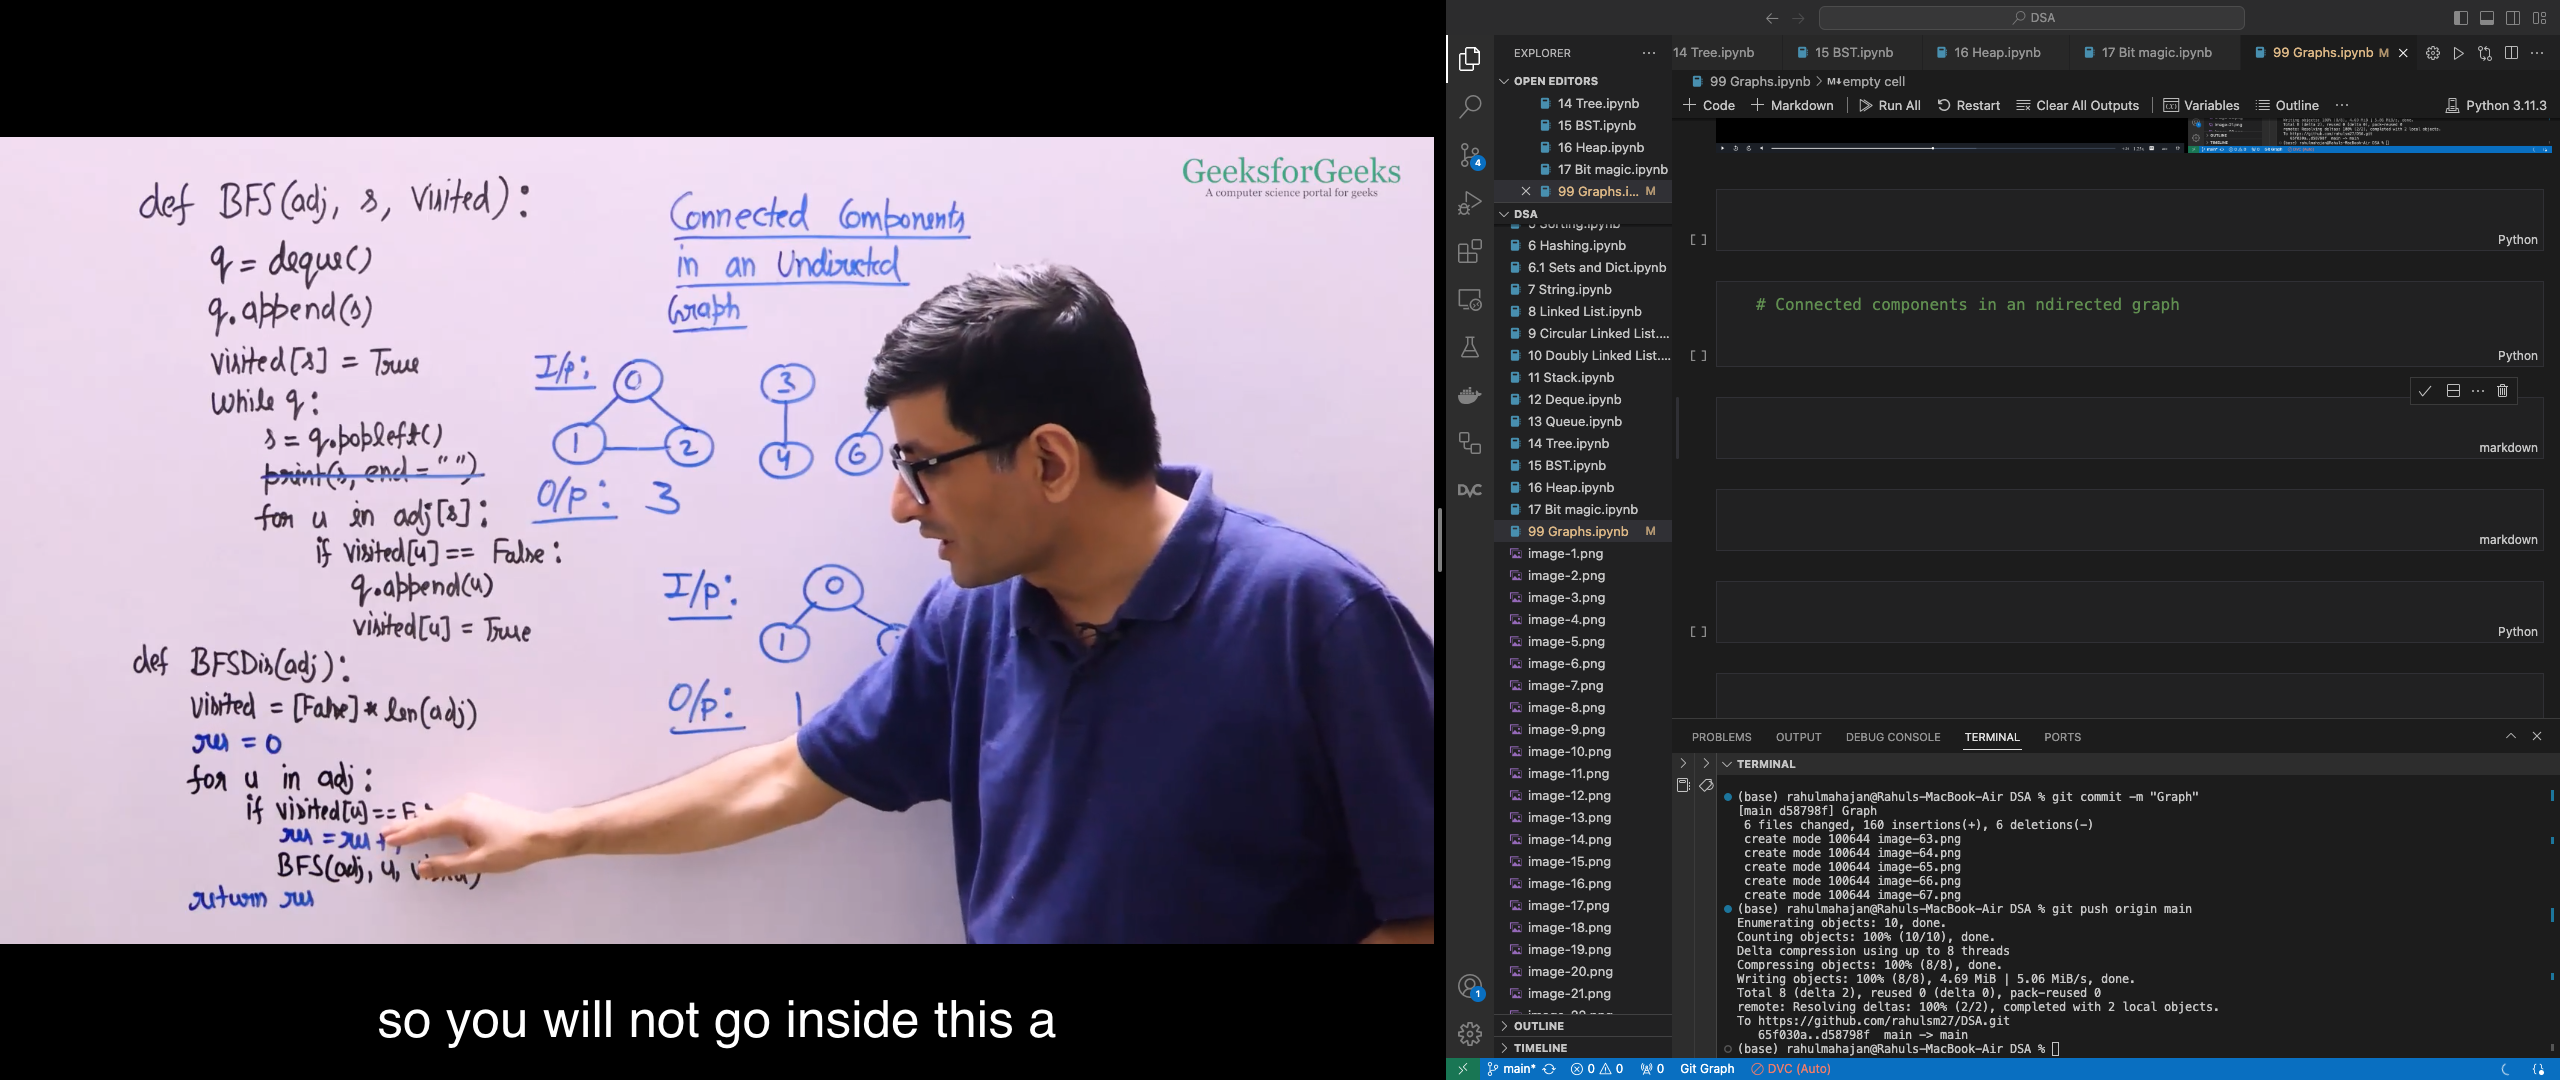 GeeksforGeeks
A computer science portal for geeks
def BFS(adj, s, visited):
q = deque()
q.append(s)
visited[s] = True
while q:
s = q.popleft()
print(s, end = " ")
for u in adj[s]:
if visited[u] == False:
q.append(u)
visited[u] = True
def BFSDis(adj):
visited = [False] * len(adj)
res = 0
for u in adj:
if visited[u] ==
res = res +
BFS(adj, u,
return res
Connected Components
in an Undirected
Graph
I/p:
0
1
2
3
4
6
O/p: 3
I/p:
0
1
O/p: 1
so you will not go inside this a
DSA
EXPLORER
OPEN EDITORS
14 Tree.ipynb
15 BST.ipynb
16 Heap.ipynb
17 Bit magic.ipynb
99 Graphs.i... M
DSA
5 Sorting.ipynb
6 Hashing.ipynb
6.1 Sets and Dict.ipynb
7 String.ipynb
8 Linked List.ipynb
9 Circular Linked List....
10 Doubly Linked List....
11 Stack.ipynb
12 Deque.ipynb
13 Queue.ipynb
14 Tree.ipynb
15 BST.ipynb
16 Heap.ipynb
17 Bit magic.ipynb
99 Graphs.ipynb M
image-1.png
image-2.png
image-3.png
image-4.png
image-5.png
image-6.png
image-7.png
image-8.png
image-9.png
image-10.png
image-11.png
image-12.png
image-13.png
image-14.png
image-15.png
image-16.png
image-17.png
image-18.png
image-19.png
image-20.png
image-21.png
OUTLINE
TIMELINE
14 Tree.ipynb 15 BST.ipynb 16 Heap.ipynb 17 Bit magic.ipynb 99 Graphs.ipynb M
99 Graphs.ipynb > M↓ empty cell
+ Code + Markdown Run All Restart Clear All Outputs Variables Outline ... Python 3.11.3
[ ]
Python
# Connected components in an ndirected graph
[ ]
Python
markdown
markdown
[ ]
Python
PROBLEMS OUTPUT DEBUG CONSOLE TERMINAL PORTS
TERMINAL
(base) rahulmahajan@Rahuls-MacBook-Air DSA % git commit -m "Graph"
[main d58798f] Graph
6 files changed, 160 insertions(+), 6 deletions(-)
create mode 100644 image-63.png
create mode 100644 image-64.png
create mode 100644 image-65.png
create mode 100644 image-66.png
create mode 100644 image-67.png
(base) rahulmahajan@Rahuls-MacBook-Air DSA % git push origin main
Enumerating objects: 10, done.
Counting objects: 100% (10/10), done.
Delta compression using up to 8 threads
Compressing objects: 100% (8/8), done.
Writing objects: 100% (8/8), 4.69 MiB | 5.06 MiB/s, done.
Total 8 (delta 2), reused 0 (delta 0), pack-reused 0
remote: Resolving deltas: 100% (2/2), completed with 2 local objects.
To https://github.com/rahulsm27/DSA.git
65f030a..d58798f main -> main
(base) rahulmahajan@Rahuls-MacBook-Air DSA %
4
DVC
1
main* 0 0 0 Git Graph DVC (Auto)